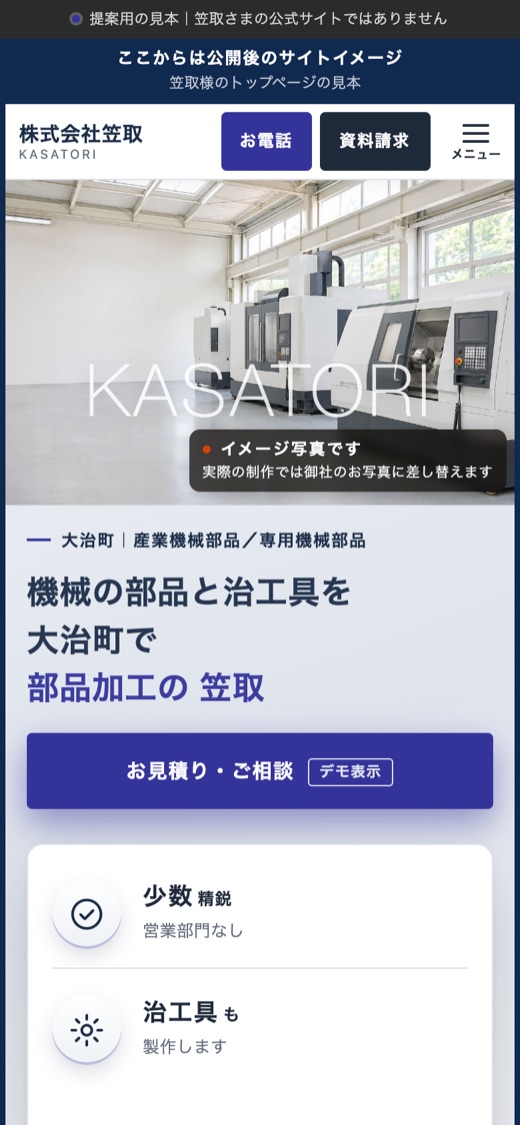 提案用の見本｜笠取さまの公式サイトではありません
ここからは公開後のサイトイメージ
笠取様のトップページの見本
株式会社笠取
KASATORI
お電話
資料請求
メニュー
KASATORI
イメージ写真です
実際の制作では御社のお写真に差し替えます
大治町｜産業機械部品／専用機械部品
機械の部品と治工具を
大治町で
部品加工の 笠取
お見積り・ご相談 デモ表示
少数 精鋭
営業部門なし
治工具 も
製作します